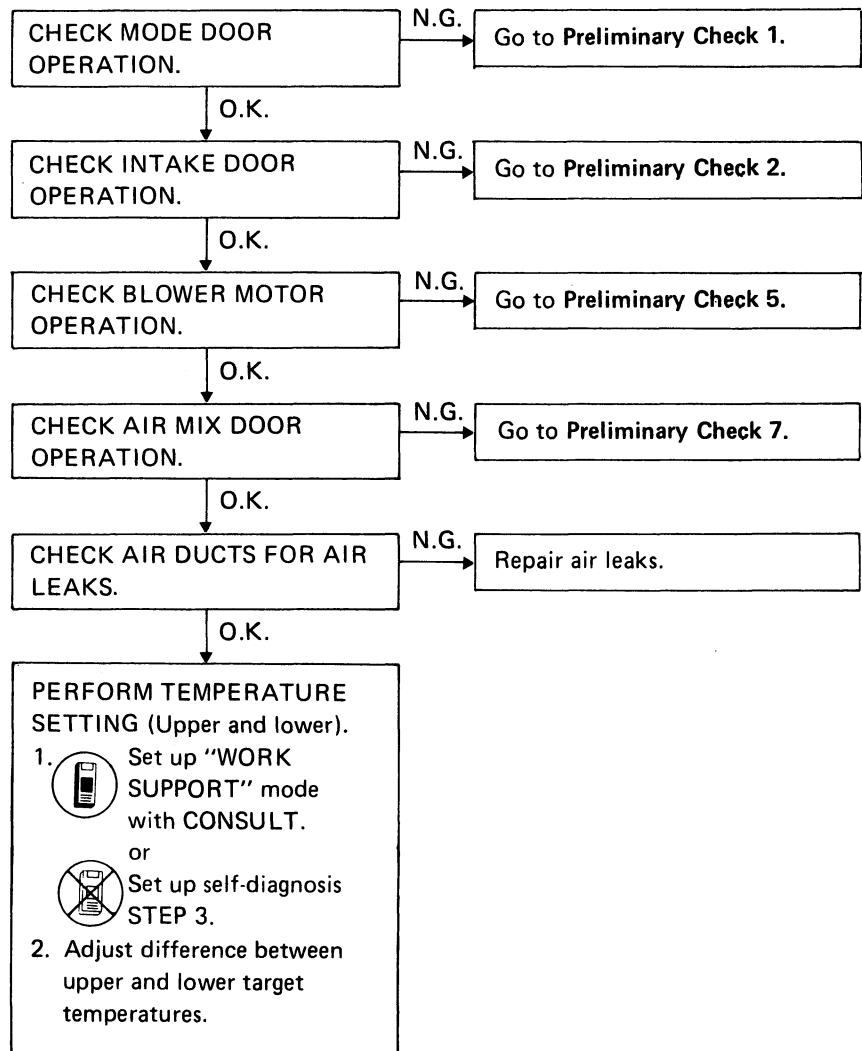 CHECK MODE DOOR
OPERATION.
N.G.
Go to Preliminary Check 1.
O.K.
CHECK INTAKE DOOR
OPERATION.
N.G.
Go to Preliminary Check 2.
O.K.
CHECK BLOWER MOTOR
OPERATION.
N.G.
Go to Preliminary Check 5.
O.K.
CHECK AIR MIX DOOR
OPERATION.
N.G.
Go to Preliminary Check 7.
O.K.
CHECK AIR DUCTS FOR AIR
LEAKS.
N.G.
Repair air leaks.
O.K.
PERFORM TEMPERATURE
SETTING (Upper and lower).
1. Set up "WORK
SUPPORT" mode
with CONSULT.
or
Set up self-diagnosis
STEP 3.
2. Adjust difference between
upper and lower target
temperatures.